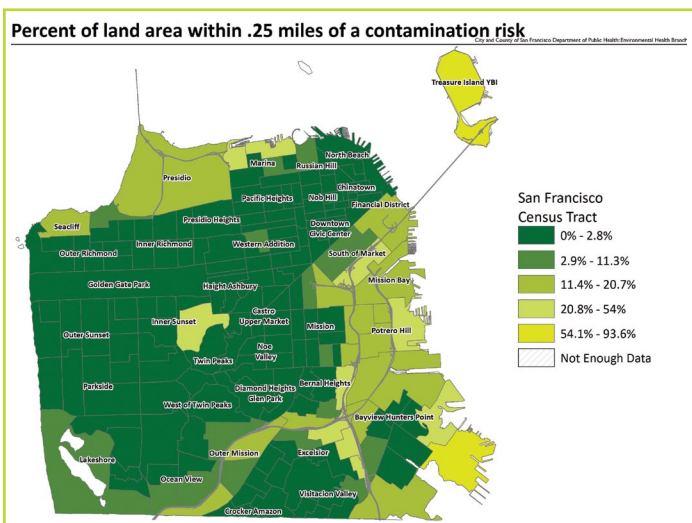 Percent of land area within .25 miles of a contamination risk
City and County of San Francisco Department of Public Health: Environmental Health Branch
Treasure Island YBI
North Beach
Marina
Russian Hill
Presidio
Chinatown
Pacific Heights
Nob Hill
Financial District
Presidio Heights
Seacliff
Downtown
Civic Center
Inner Richmond
Western Addition
Outer Richmond
South of Market
Golden Gate Park
Haight Ashbury
Mission Bay
Castro
Upper Market
Inner Sunset
Mission
Potrero Hill
Outer Sunset
Noe
Valley
Twin Peaks
Parkside
Diamond Heights
Glen Park
Bernal Heights
West of Twin Peaks
Bayview Hunters Point
Lakeshore
Outer Mission
Excelsior
Ocean View
Visitacion Valley
Crocker Amazon
San Francisco
Census Tract
0% - 2.8%
2.9% - 11.3%
11.4% - 20.7%
20.8% - 54%
54.1% - 93.6%
Not Enough Data